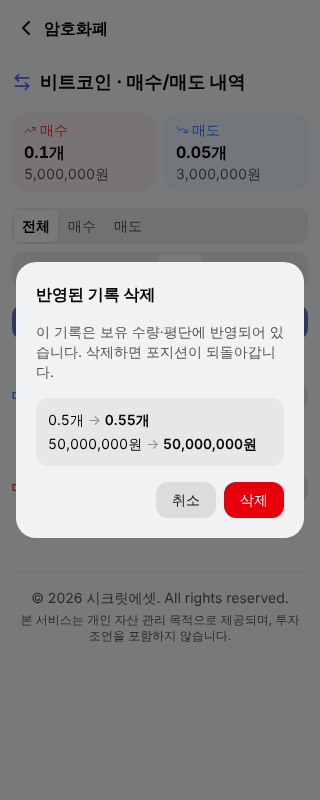 암호화폐
비트코인 · 매수/매도 내역
매수
0.1개
5,000,000원
매도
0.05개
3,000,000원
전체 매수 매도
반영된 기록 삭제
이 기록은 보유 수량·평단에 반영되어 있
습니다. 삭제하면 포지션이 되돌아갑니
다.
0.5개 → 0.55개
50,000,000원 → 50,000,000원
취소 삭제
© 2026 시크릿에셋. All rights reserved.
본 서비스는 개인 자산 관리 목적으로 제공되며, 투자
조언을 포함하지 않습니다.